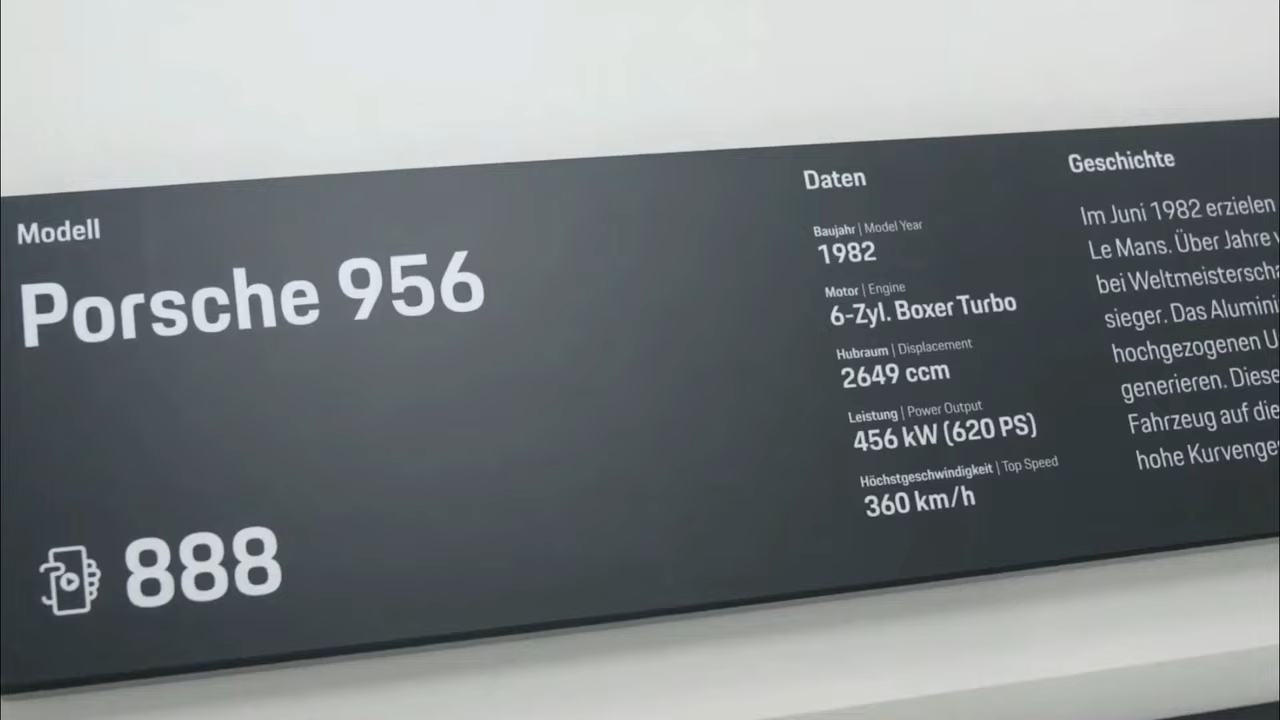 Modell
Porsche 956
888
Daten
Baujahr | Model Year
1982
Motor | Engine
6-Zyl. Boxer Turbo
Hubraum | Displacement
2649 ccm
Leistung | Power Output
456 kW (620 PS)
Höchstgeschwindigkeit | Top Speed
360 km/h
Geschichte
Im Juni 1982 erzielen
Le Mans. Über Jahre
bei Weltmeisterscha
sieger. Das Alumini
hochgezogenen U
generieren. Diese
Fahrzeug auf die
hohe Kurvenge